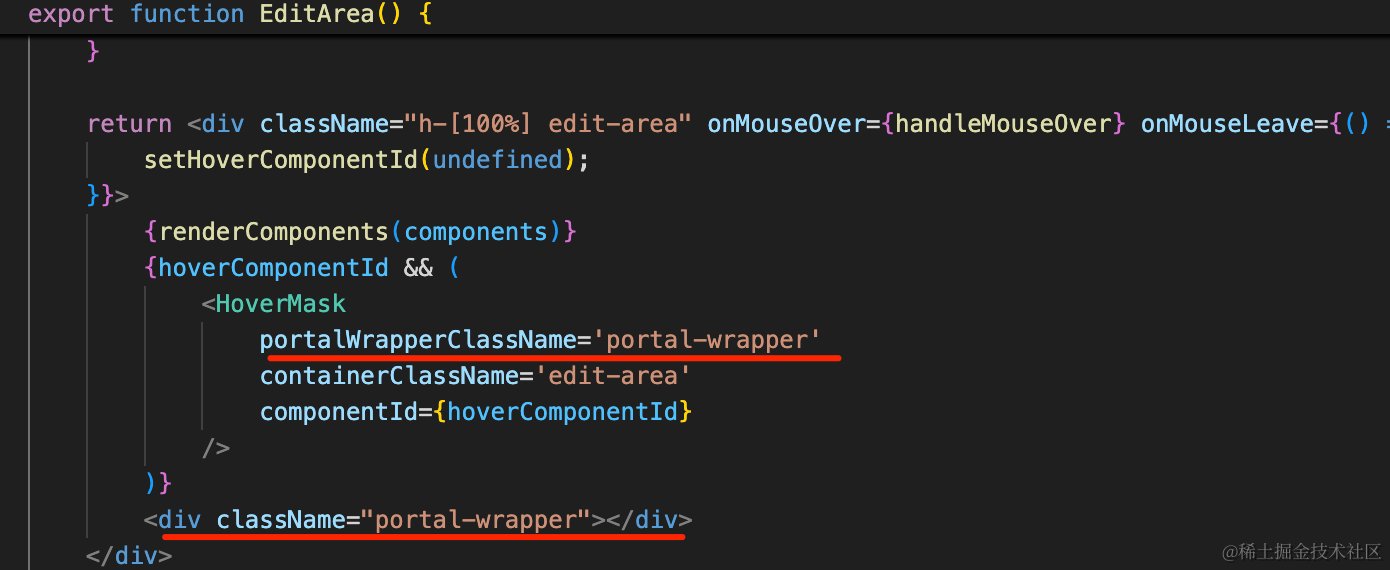 export function EditArea() {
    }

    return <div className="h-[100%] edit-area" onMouseOver={handleMouseOver} onMouseLeave={() =
        setHoverComponentId(undefined);
    }}>
        {renderComponents(components)}
        {hoverComponentId && (
            <HoverMask
                portalWrapperClassName='portal-wrapper'
                containerClassName='edit-area'
                componentId={hoverComponentId}
            />
        )}
        <div className="portal-wrapper"></div>
    </div>
@稀土掘金技术社区